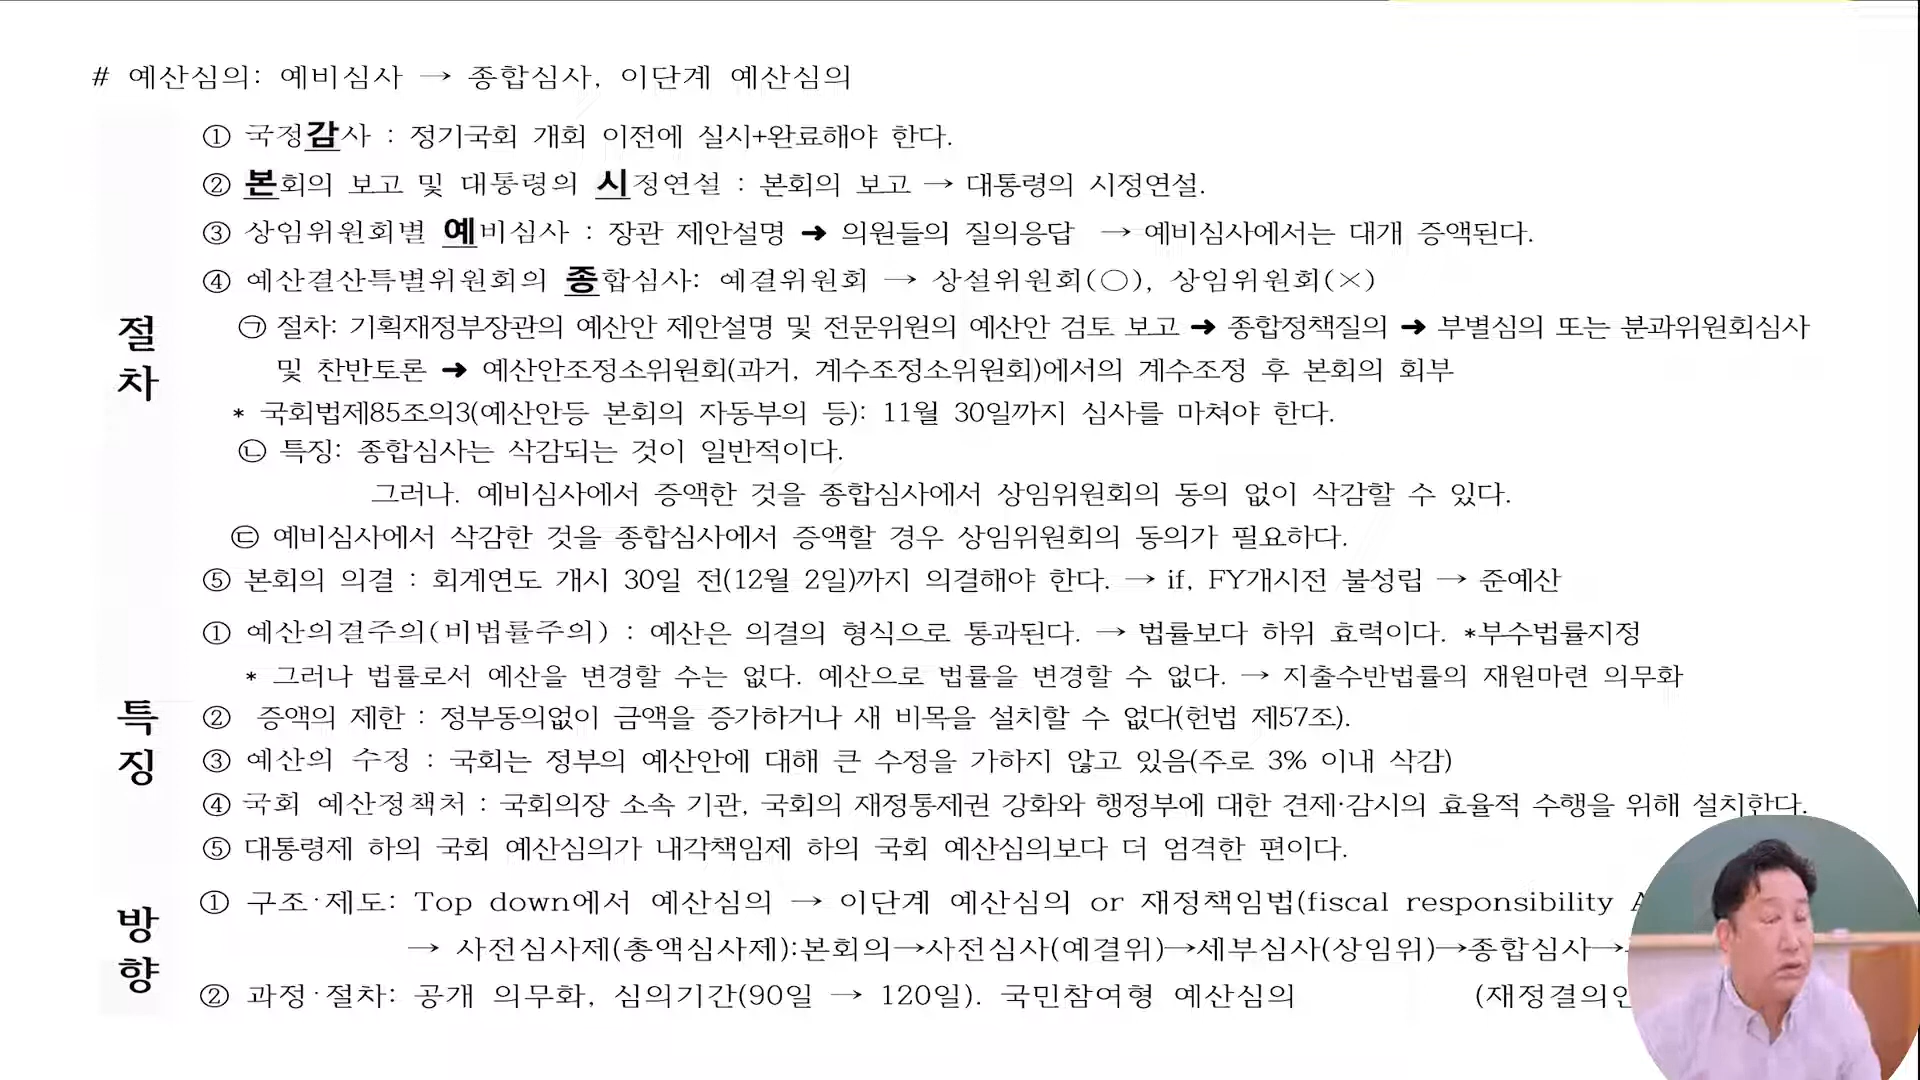 # 예산심의: 예비심사 → 종합심사, 이단계 예산심의
절차
① 국정감사 : 정기국회 개회 이전에 실시+완료해야 한다.
② 본회의 보고 및 대통령의 시정연설 : 본회의 보고 → 대통령의 시정연설.
③ 상임위원회별 예비심사 : 장관 제안설명 ➜ 의원들의 질의응답 → 예비심사에서는 대개 증액된다.
④ 예산결산특별위원회의 종합심사: 예결위원회 → 상설위원회(○), 상임위원회(×)
㉠ 절차: 기획재정부장관의 예산안 제안설명 및 전문위원의 예산안 검토 보고 ➜ 종합정책질의 ➜ 부별심의 또는 분과위원회심사
및 찬반토론 ➜ 예산안조정소위원회(과거, 계수조정소위원회)에서의 계수조정 후 본회의 회부
* 국회법제85조의3(예산안등 본회의 자동부의 등): 11월 30일까지 심사를 마쳐야 한다.
㉡ 특징: 종합심사는 삭감되는 것이 일반적이다.
그러나. 예비심사에서 증액한 것을 종합심사에서 상임위원회의 동의 없이 삭감할 수 있다.
㉢ 예비심사에서 삭감한 것을 종합심사에서 증액할 경우 상임위원회의 동의가 필요하다.
⑤ 본회의 의결 : 회계연도 개시 30일 전(12월 2일)까지 의결해야 한다. → if, FY개시전 불성립 → 준예산
특징
① 예산의결주의(비법률주의) : 예산은 의결의 형식으로 통과된다. → 법률보다 하위 효력이다. *부수법률지정
* 그러나 법률로서 예산을 변경할 수는 없다. 예산으로 법률을 변경할 수 없다. → 지출수반법률의 재원마련 의무화
② 증액의 제한 : 정부동의없이 금액을 증가하거나 새 비목을 설치할 수 없다(헌법 제57조).
③ 예산의 수정 : 국회는 정부의 예산안에 대해 큰 수정을 가하지 않고 있음(주로 3% 이내 삭감)
④ 국회 예산정책처 : 국회의장 소속 기관, 국회의 재정통제권 강화와 행정부에 대한 견제·감시의 효율적 수행을 위해 설치한다.
⑤ 대통령제 하의 국회 예산심의가 내각책임제 하의 국회 예산심의보다 더 엄격한 편이다.
방향
① 구조·제도: Top down에서 예산심의 → 이단계 예산심의 or 재정책임법(fiscal responsibility
→ 사전심사제(총액심사제):본회의→사전심사(예결위)→세부심사(상임위)→종합심사→
② 과정·절차: 공개 의무화, 심의기간(90일 → 120일). 국민참여형 예산심의 (재정결의